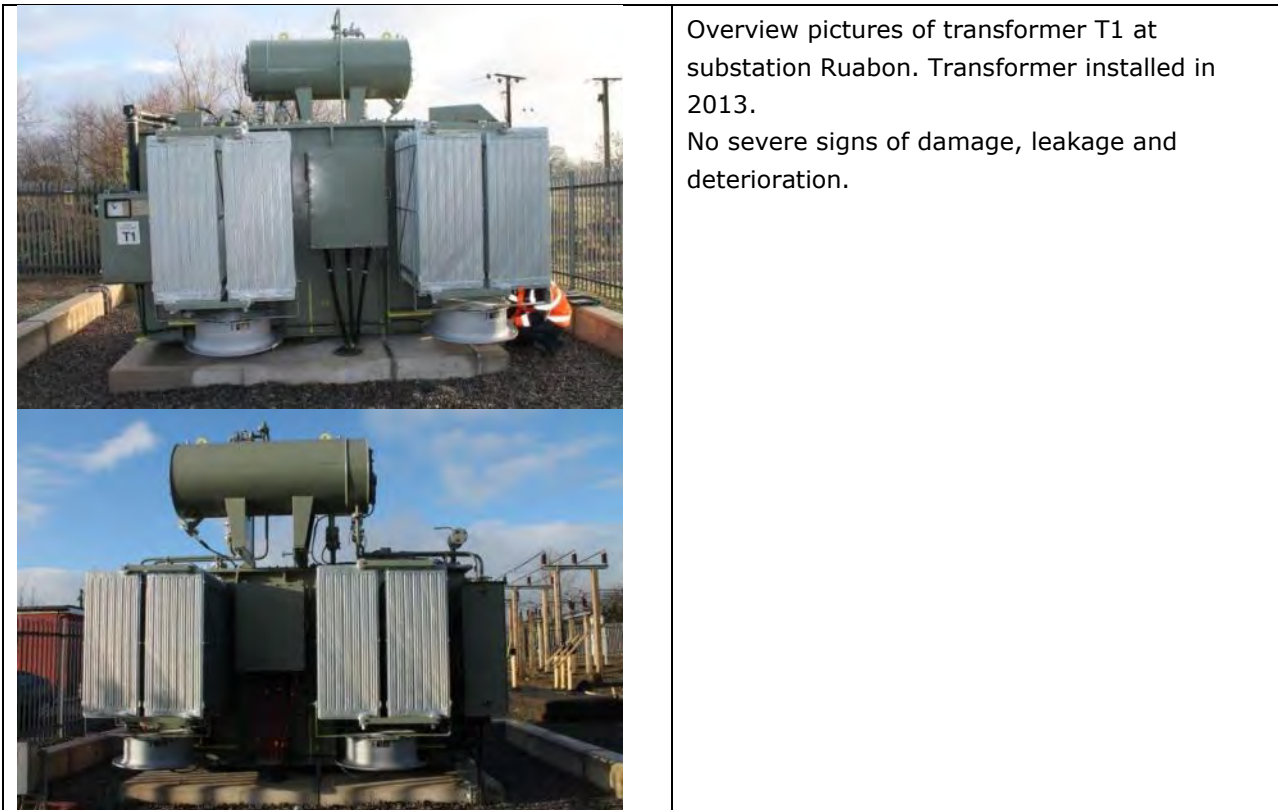 Overview pictures of transformer T1 at
substation Ruabon. Transformer installed in
2013.
No severe signs of damage, leakage and
deterioration.
T1